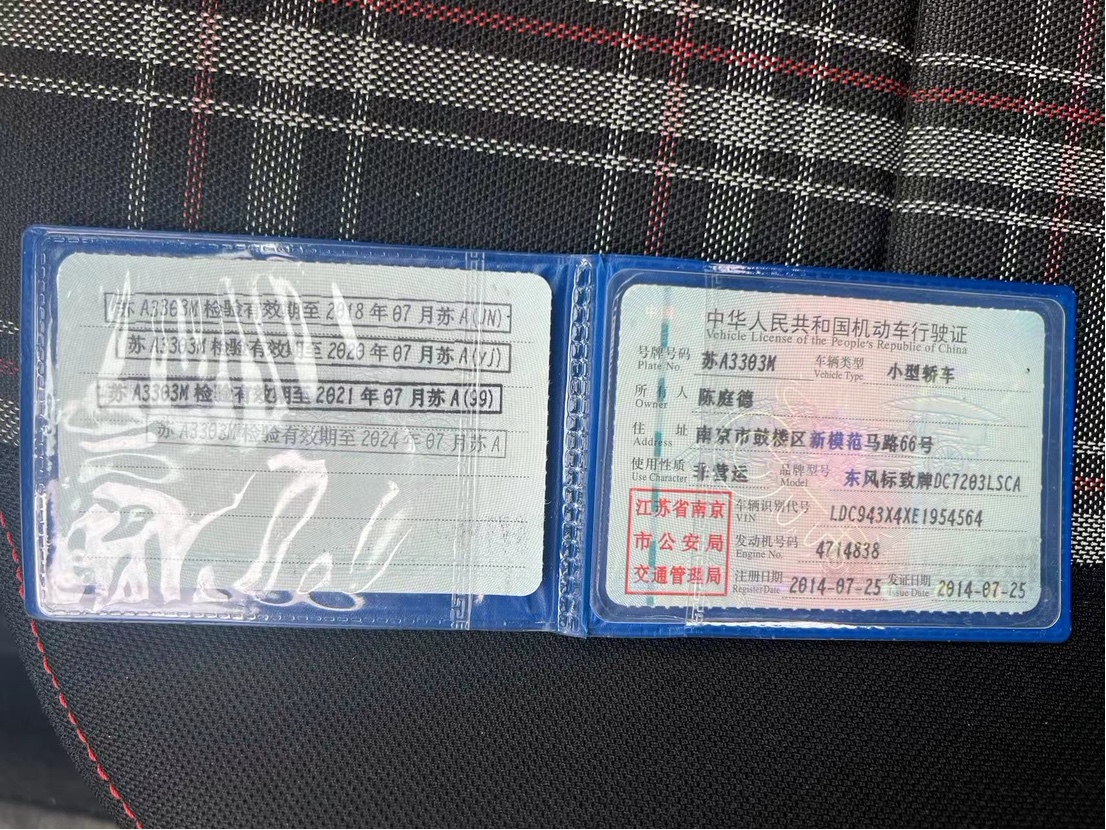 苏A3303M检验有效期至2018年07月苏A(JN)
苏A3303M检验有效期至2020年07月苏A(yJ)
苏A3303M检验有效期至2021年07月苏A(99)
苏A3303M检验有效期至2024年07月苏A
中华人民共和国机动车行驶证
Vehicle License of the People's Republic of China
号牌号码 Plate No. 苏A3303M 车辆类型 Vehicle Type 小型轿车
所有人 Owner 陈庭德
住址 Address 南京市鼓楼区新模范马路66号
使用性质 Use Character 非营运 品牌型号 Model 东风标致牌DC7203LSCA
江苏省南京
市公安局
交通管理局
车辆识别代号 VIN LDC943X4XE1954564
发动机号码 Engine No. 4714838
注册日期 Register Date 2014-07-25 发证日期 Issue Date 2014-07-25